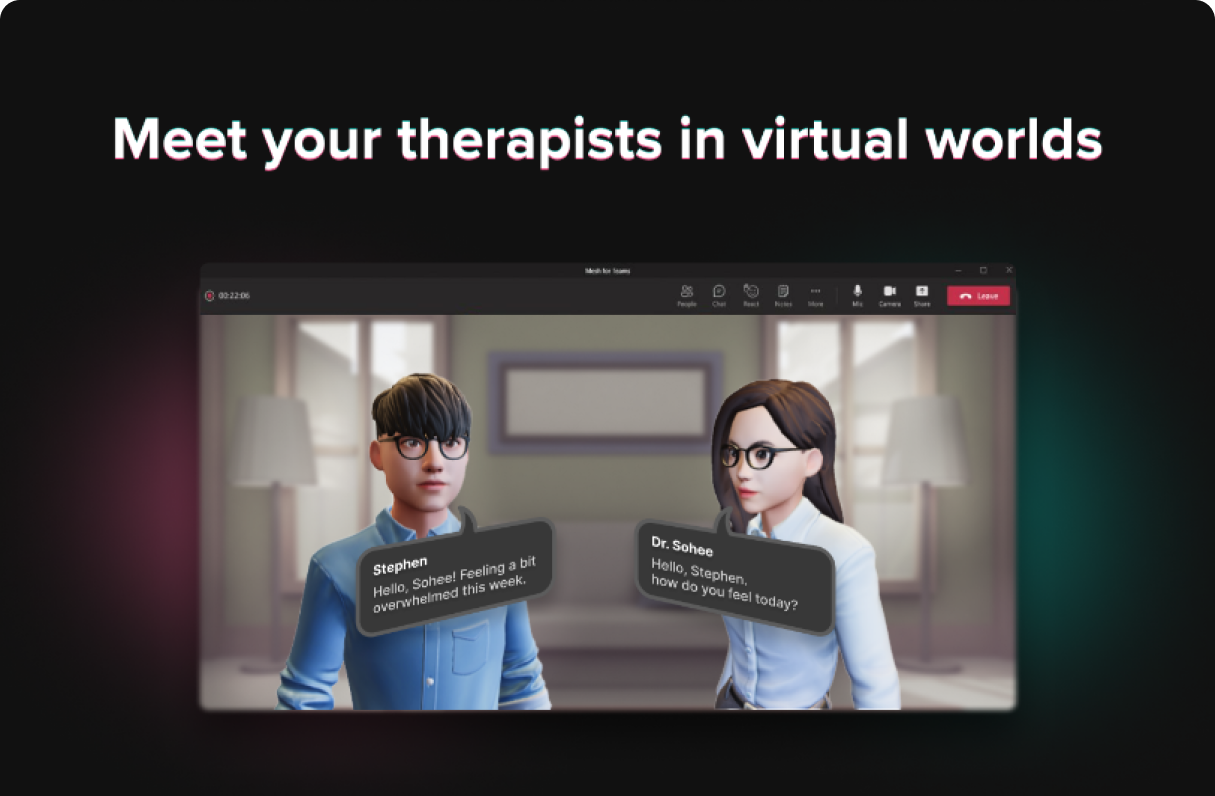 Meet your therapists in virtual worlds
Mesh for Teams
00:22:06
People
Chat
React
Notes
More
Mic
Camera
Share
Leave
Stephen
Hello, Sohee! Feeling a bit
overwhelmed this week.
Dr. Sohee
Hello, Stephen,
how do you feel today?